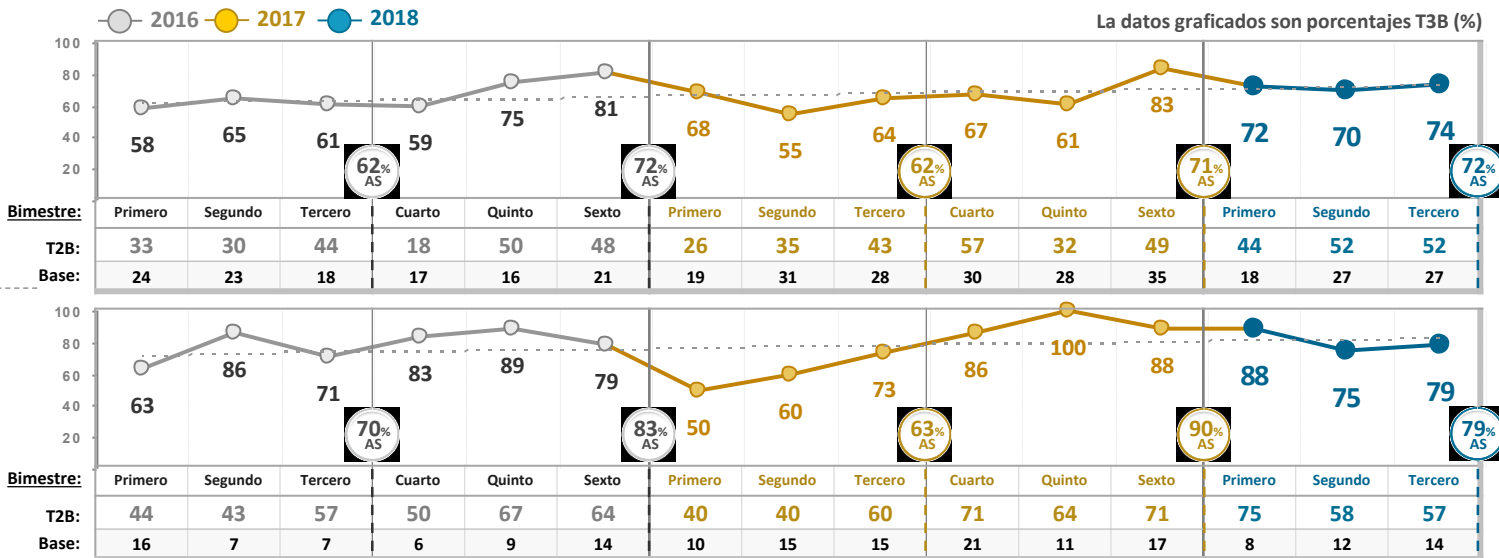 2016 2017 2018 La datos graficados son porcentajes T3B (%)
100
80
60
40
20
58 65 61 59 75 81 68 55 64 67 61 83 72 70 74
62% AS 72% AS 62% AS 71% AS 72% AS
Bimestre: Primero Segundo Tercero Cuarto Quinto Sexto Primero Segundo Tercero Cuarto Quinto Sexto Primero Segundo Tercero
T2B: 33 30 44 18 50 48 26 35 43 57 32 49 44 52 52
Base: 24 23 18 17 16 21 19 31 28 30 28 35 18 27 27
100
80
60
40
20
63 86 71 83 89 79 50 60 73 86 100 88 88 75 79
70% AS 83% AS 63% AS 90% AS 79% AS
Bimestre: Primero Segundo Tercero Cuarto Quinto Sexto Primero Segundo Tercero Cuarto Quinto Sexto Primero Segundo Tercero
T2B: 44 43 57 50 67 64 40 40 60 71 64 71 75 58 57
Base: 16 7 7 6 9 14 10 15 15 21 11 17 8 12 14